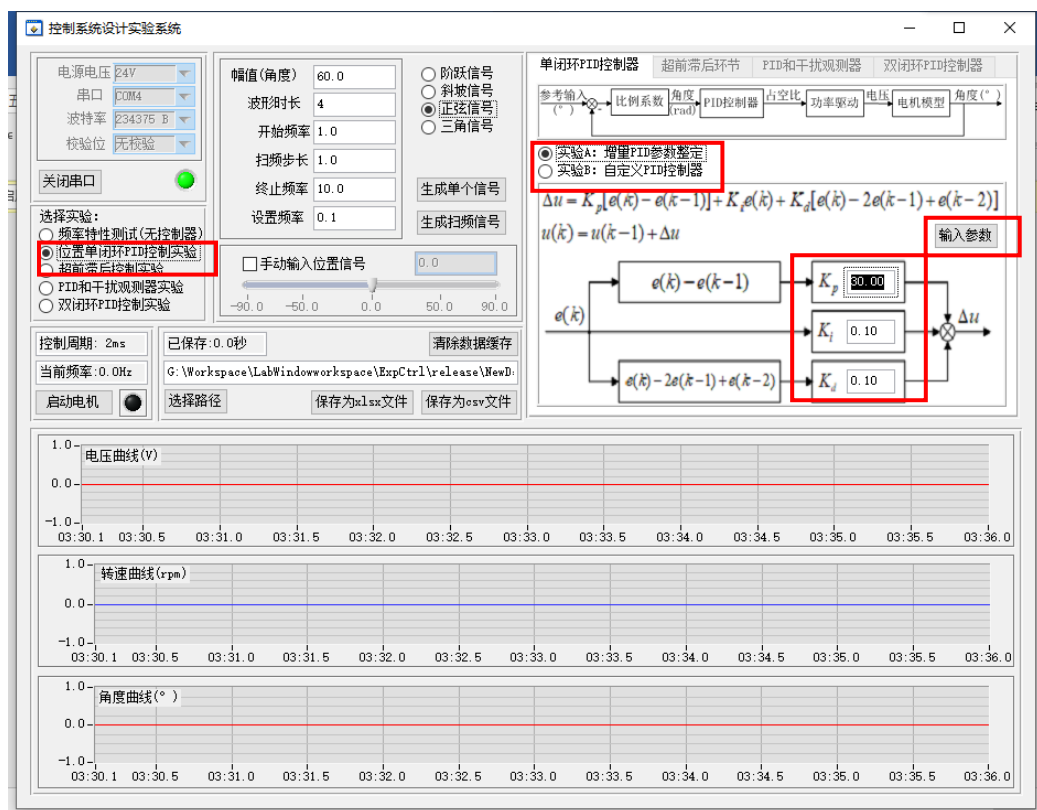 控制系统设计实验系统
电源电压 24V
串口 COM4
波特率 234375 B
校验位 无校验
关闭串口
选择实验:
频率特性测试(无控制器)
位置单闭环PID控制实验
超前滞后控制实验
PID和干扰观测器实验
双闭环PID控制实验
幅值(角度) 60.0
波形时长 4
开始频率 1.0
扫频步长 1.0
终止频率 10.0
设置频率 0.1
阶跃信号
斜坡信号
正弦信号
三角信号
生成单个信号
生成扫频信号
手动输入位置信号 0.0
-90.0 -50.0 0.0 50.0 90.0
控制周期: 2ms
当前频率:0.0Hz
启动电机
已保存:0.0秒
清除数据缓存
G:\Workspace\LabWindowworkspace\ExpCtrl\release\NewD
选择路径
保存为xlsx文件
保存为csv文件
单闭环PID控制器 超前滞后环节 PID和干扰观测器 双闭环PID控制器
参考输入 (°) - 比例系数 角度 (rad) PID控制器 占空比 功率驱动 电压 电机模型 角度(°)
实验A: 增量PID参数整定
实验B: 自定义PID控制器
Δu = K_p[e(k) - e(k-1)] + K_i e(k) + K_d[e(k) - 2e(k-1) + e(k-2)]
u(k) = u(k-1) + Δu
输入参数
e(k)-e(k-1) K_p 80.00
e(k) K_i 0.10 Δu
e(k)-2e(k-1)+e(k-2) K_d 0.10
电压曲线(V)
1.0
0.0
-1.0
03:30.1 03:30.5 03:31.0 03:31.5 03:32.0 03:32.5 03:33.0 03:33.5 03:34.0 03:34.5 03:35.0 03:35.5 03:36.0
转速曲线(rpm)
1.0
0.0
-1.0
03:30.1 03:30.5 03:31.0 03:31.5 03:32.0 03:32.5 03:33.0 03:33.5 03:34.0 03:34.5 03:35.0 03:35.5 03:36.0
角度曲线(°)
1.0
0.0
-1.0
03:30.1 03:30.5 03:31.0 03:31.5 03:32.0 03:32.5 03:33.0 03:33.5 03:34.0 03:34.5 03:35.0 03:35.5 03:36.0